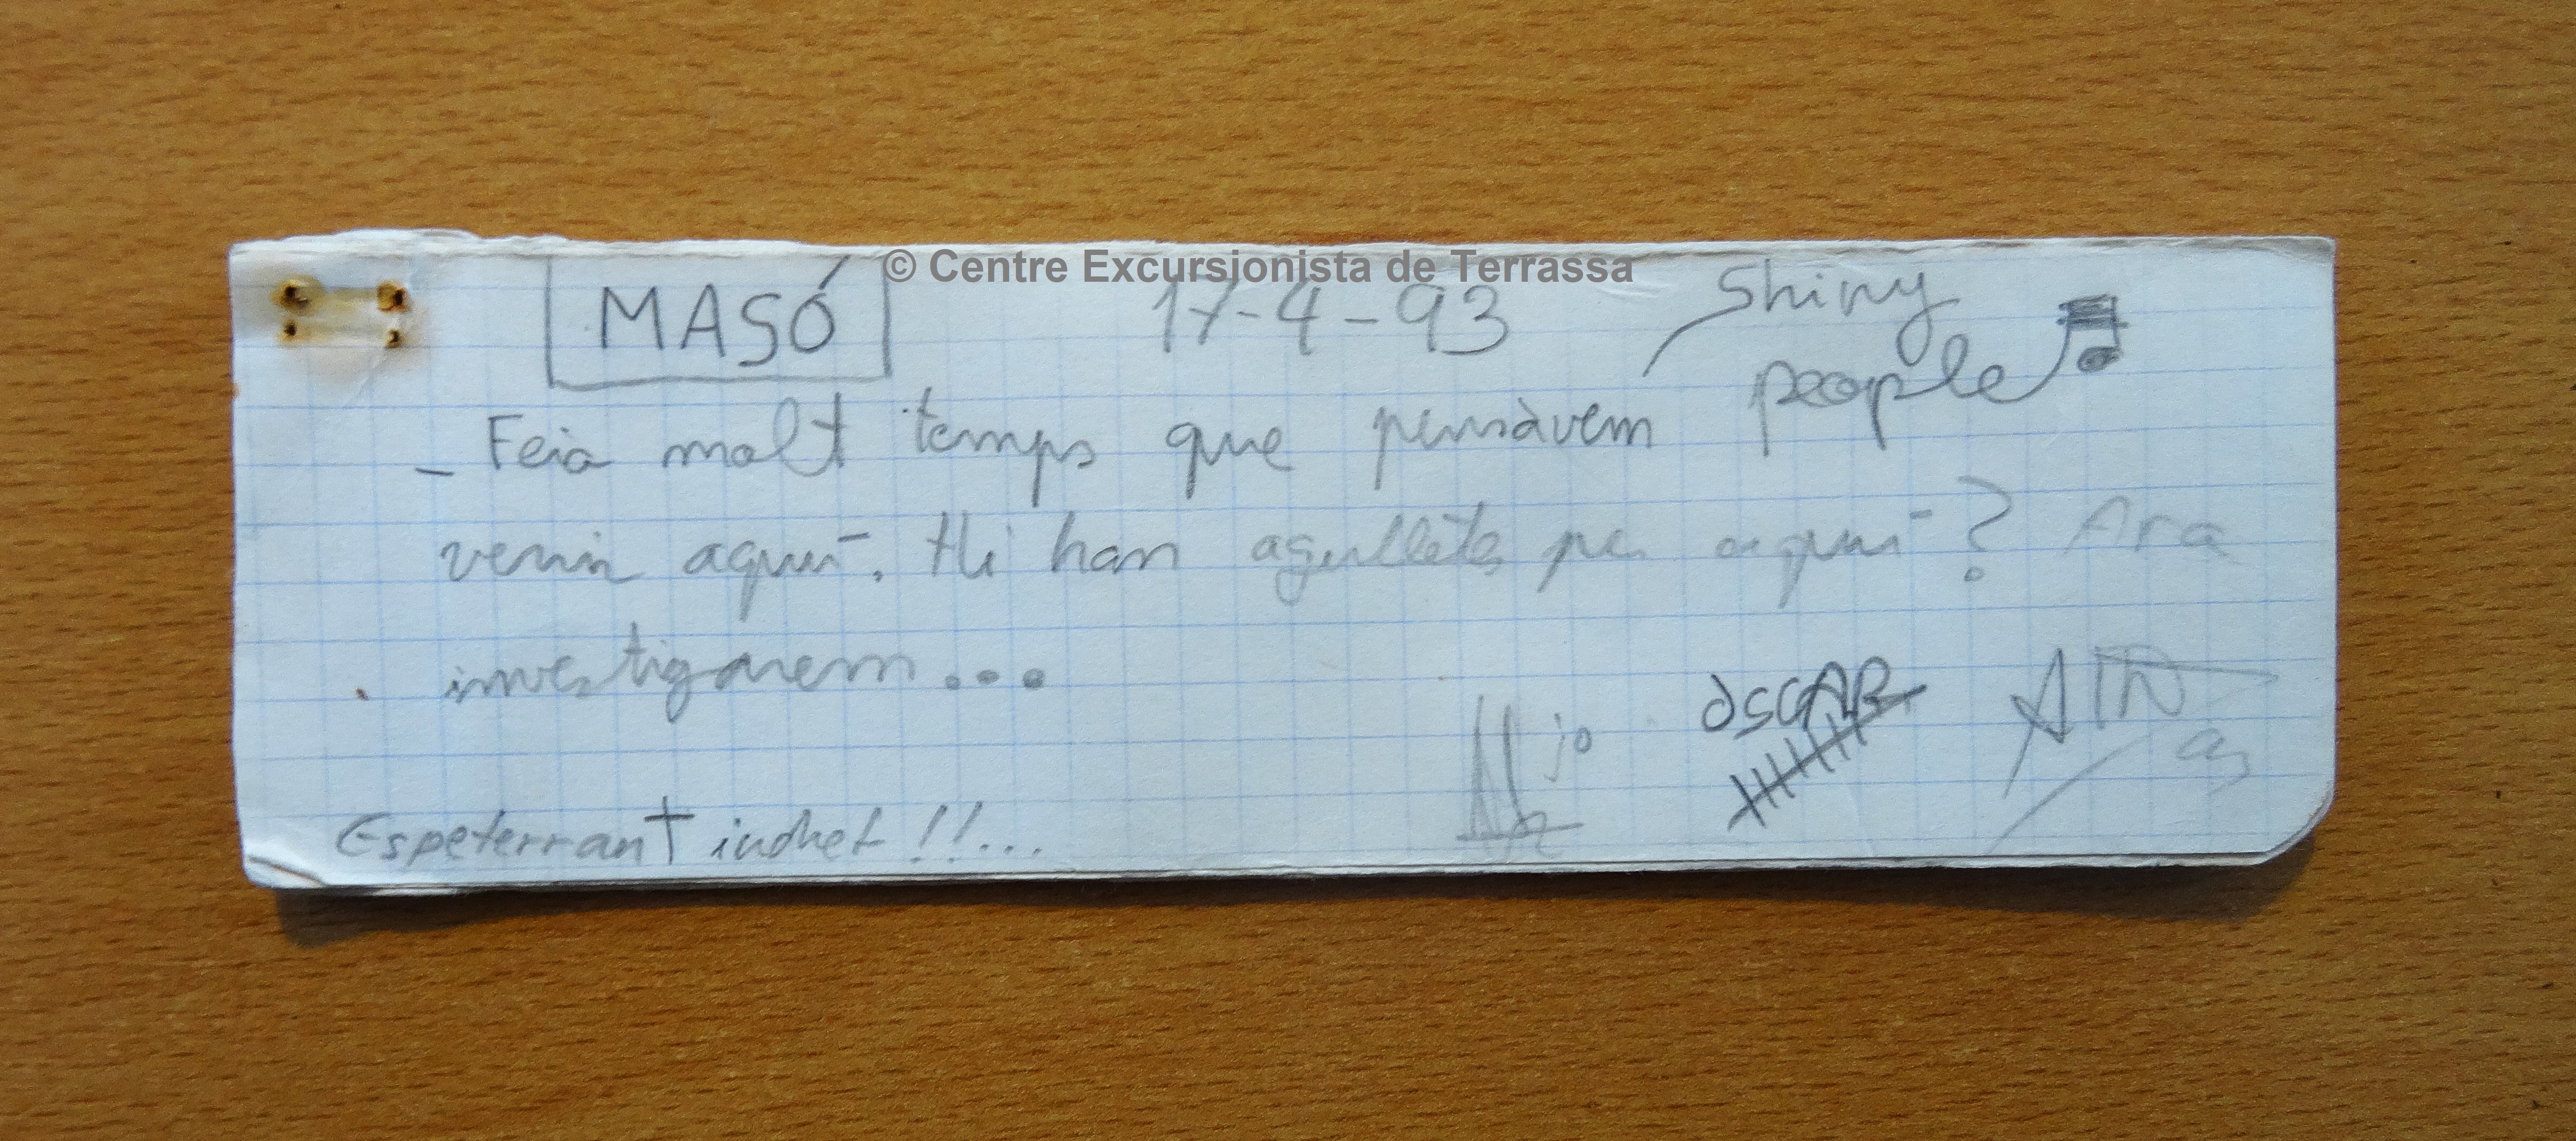 © Centre Excursionista de Terrassa
MASÓ 17-4-93 Shiny
people
- Feia molt temps que pensàvem
venir aquí. Hi han agulletes per aquí? Ara
investigarem...
jo OSCAR
Espeterrant indret!!...